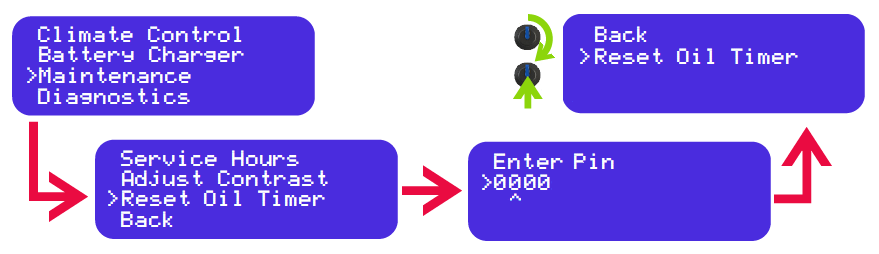 Climate Control
Battery Charger
>Maintenance
Diagnostics
Service Hours
Adjust Contrast
>Reset Oil Timer
Back
Enter Pin
>0000
^
Back
>Reset Oil Timer